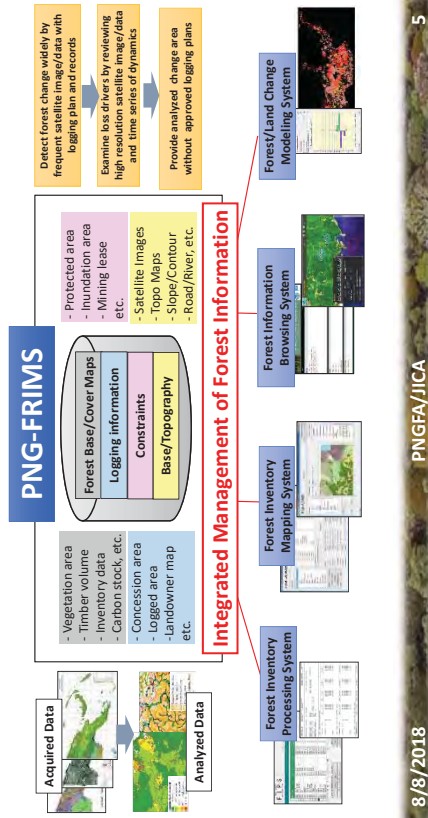 PNG-FRIMS
Acquired Data
Analyzed Data
- Vegetation area
- Timber volume
- Inventory data
- Carbon stock, etc.
- Concession area
- Logged area
-Landowner map
etc.
Forest Base/Cover Maps
Logging information
Constraints
Base/Topography
- Protected area
- Inundation area
- Mining lease
etc.
- Satellite Images
- Topo Maps
- Slope/Contour
- Road/River, etc.
Detect forest change widely by
frequent satellite image/data with
logging plan and records
Examine loss drivers by reviewing
high resolution satellite image/data
and time series of dynamics
Provide analyzed change area
without approved logging plans
Integrated Management of Forest Information
Forest Inventory
Processing System
Forest Inventory
Mapping System
Forest Information
Browsing System
Forest/Land Change
Modeling System
F L P S
8/8/2018
PNGFA/JICA
5